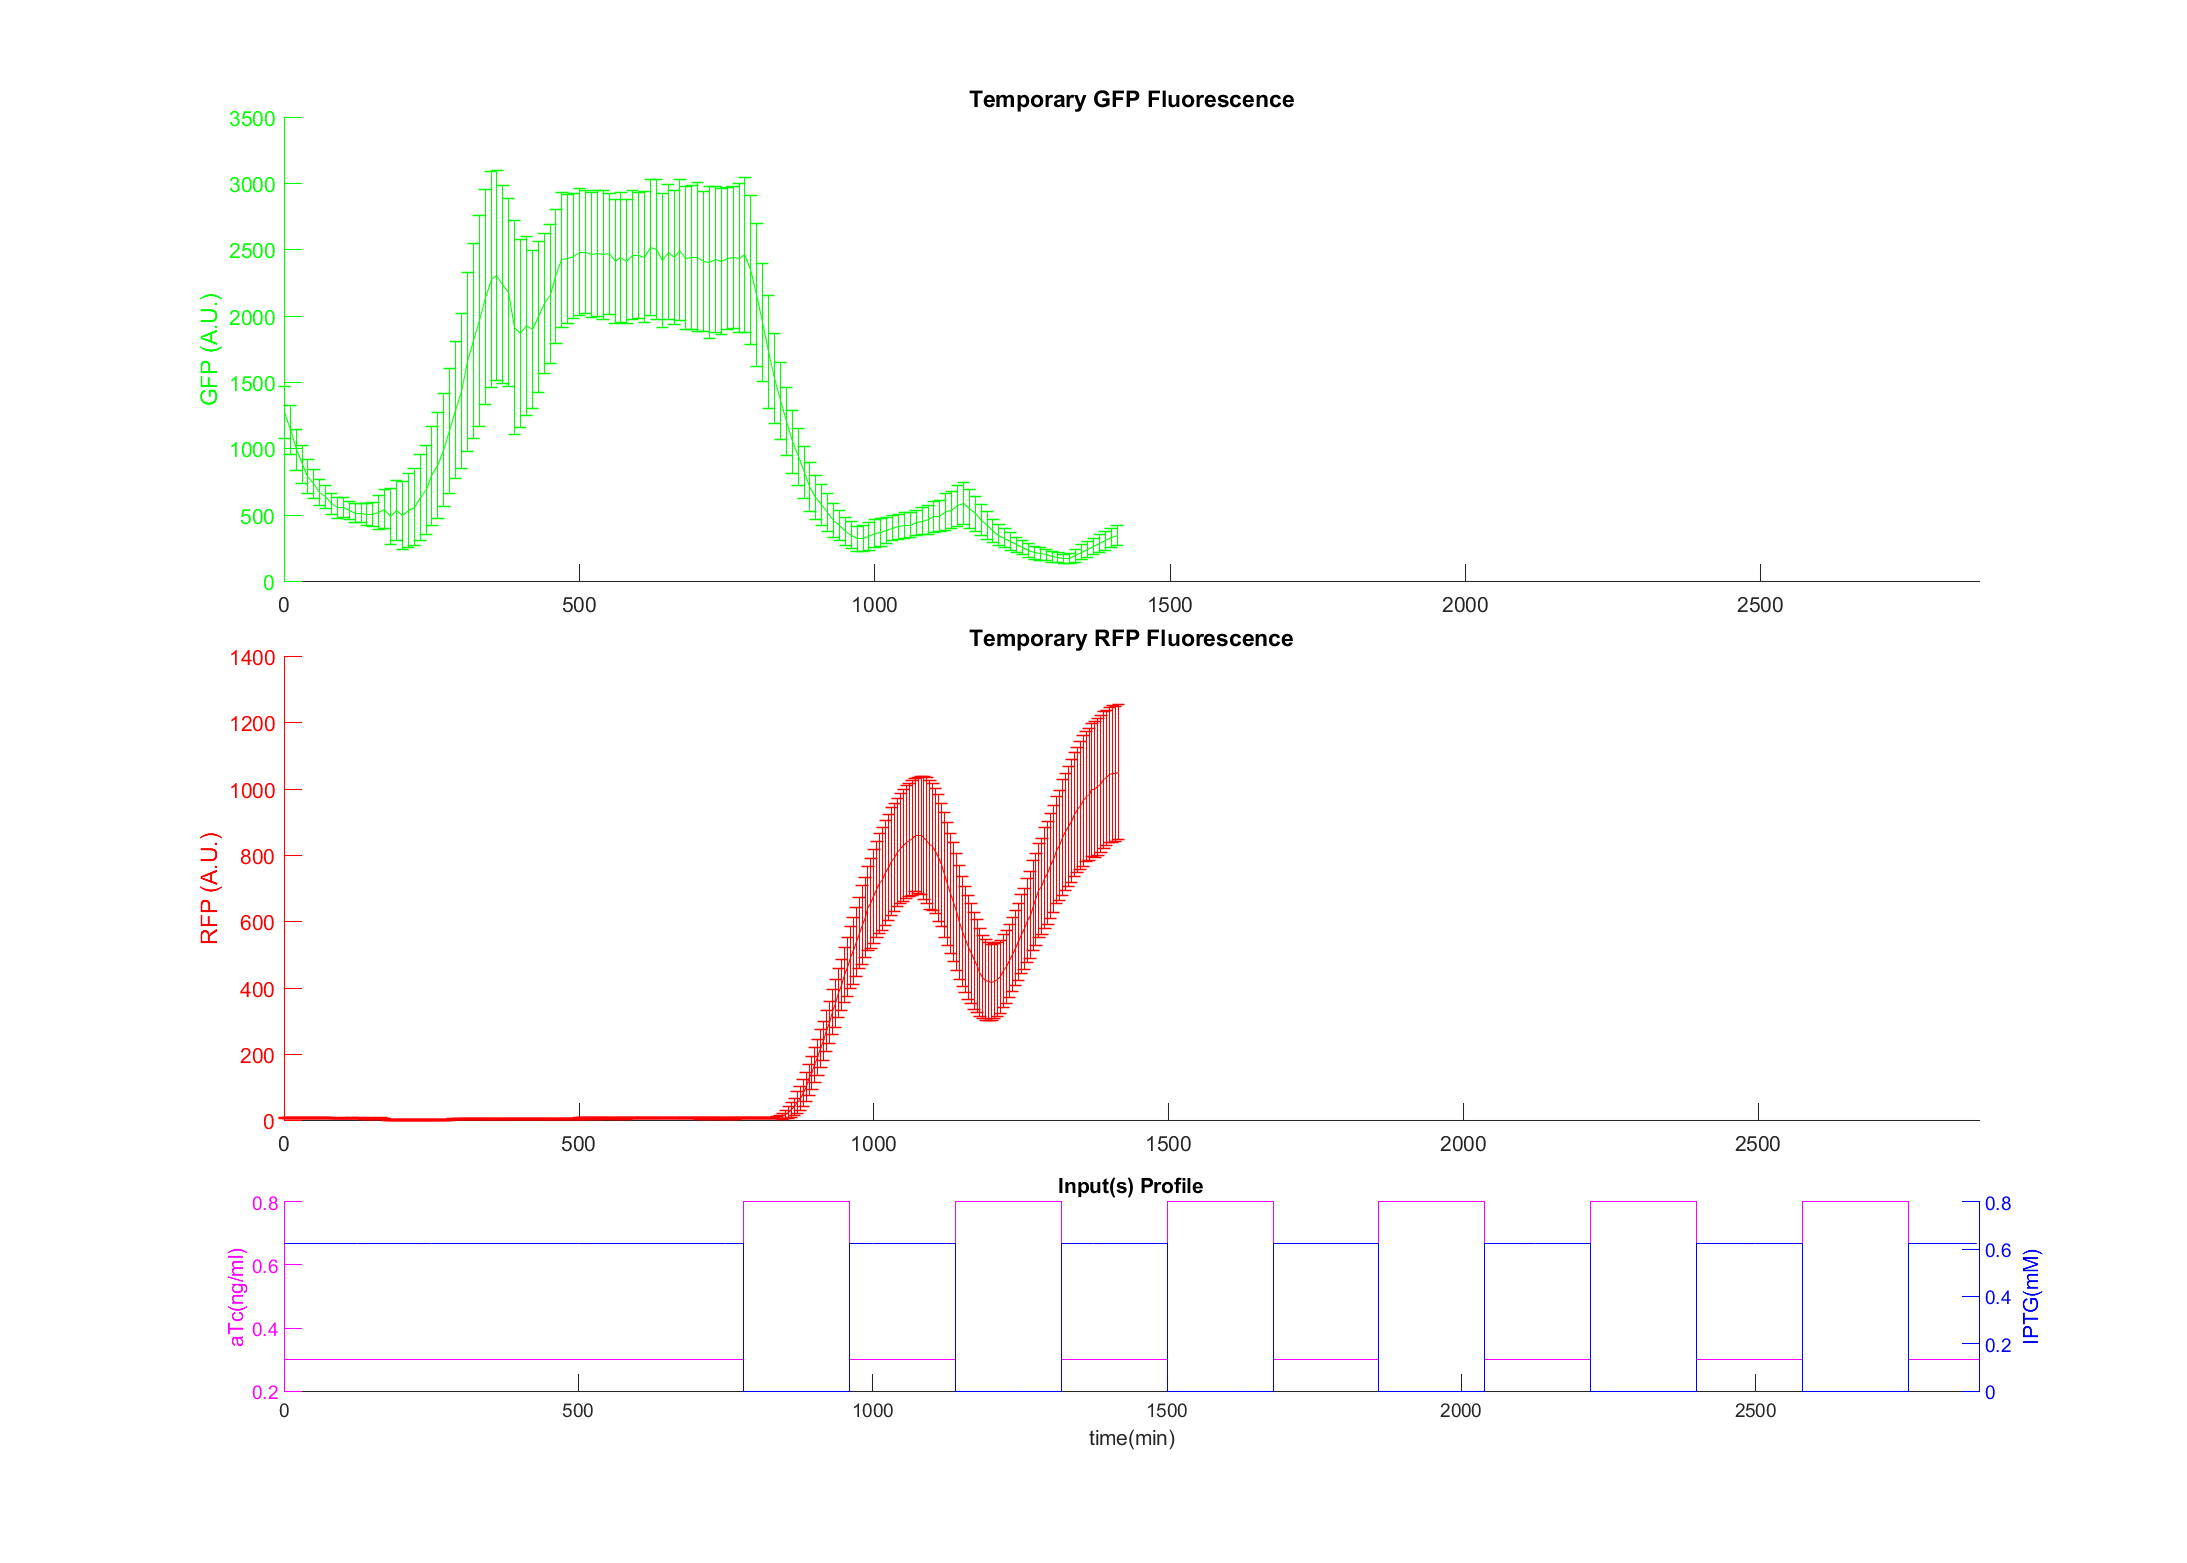 Temporary GFP Fluorescence
3500
3000
2500
2000
1500
1000
500
0
GFP (A.U.)
0 500 1000 1500 2000 2500
Temporary RFP Fluorescence
1400
1200
1000
800
600
400
200
0
RFP (A.U.)
0 500 1000 1500 2000 2500
Input(s) Profile
0.8 0.8
0.6 0.6
0.4 0.4
0.2
0.2 0
aTc(ng/ml)
IPTG(mM)
0 500 1000 1500 2000 2500
time(min)